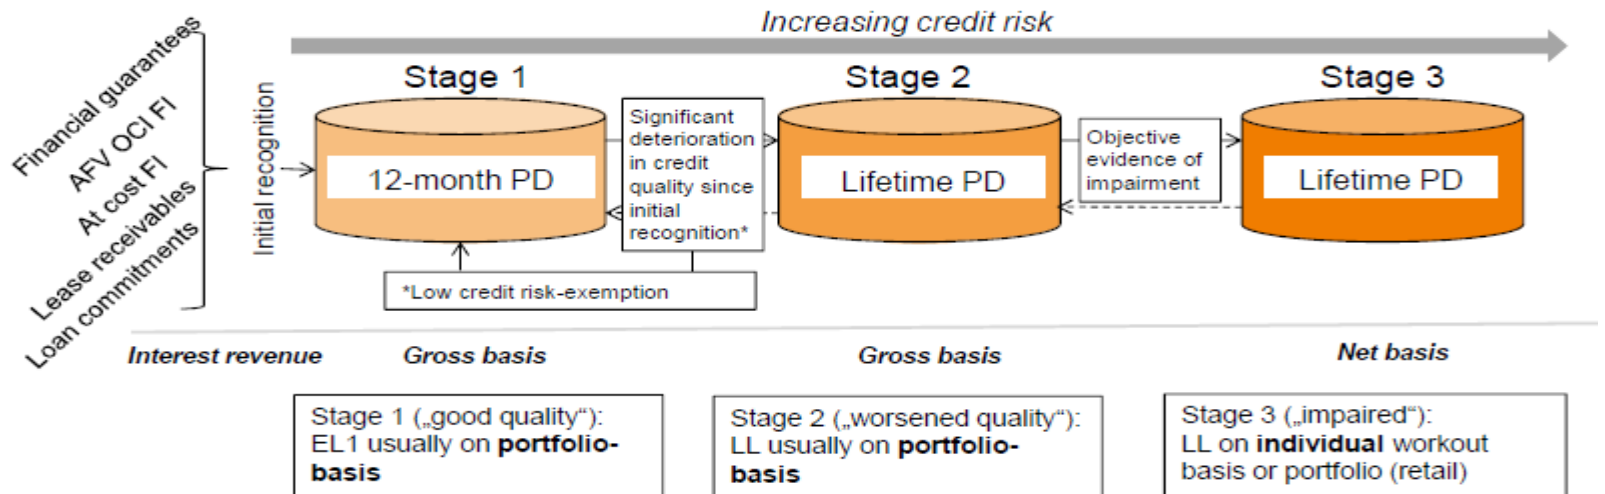 Increasing credit risk
Financial guarantees
AFV OCI FI
At cost FI
Lease receivables
Loan commitments
Initial recognition
Stage 1
Stage 2
Stage 3
12-month PD
Significant
deterioration
in credit
quality since
initial
recognition*
Lifetime PD
Objective
evidence of
impairment
Lifetime PD
*Low credit risk-exemption
Interest revenue
Gross basis
Gross basis
Net basis
Stage 1 („good quality“):
EL1 usually on portfolio-
basis
Stage 2 („worsened quality“):
LL usually on portfolio-
basis
Stage 3 („impaired“):
LL on individual workout
basis or portfolio (retail)